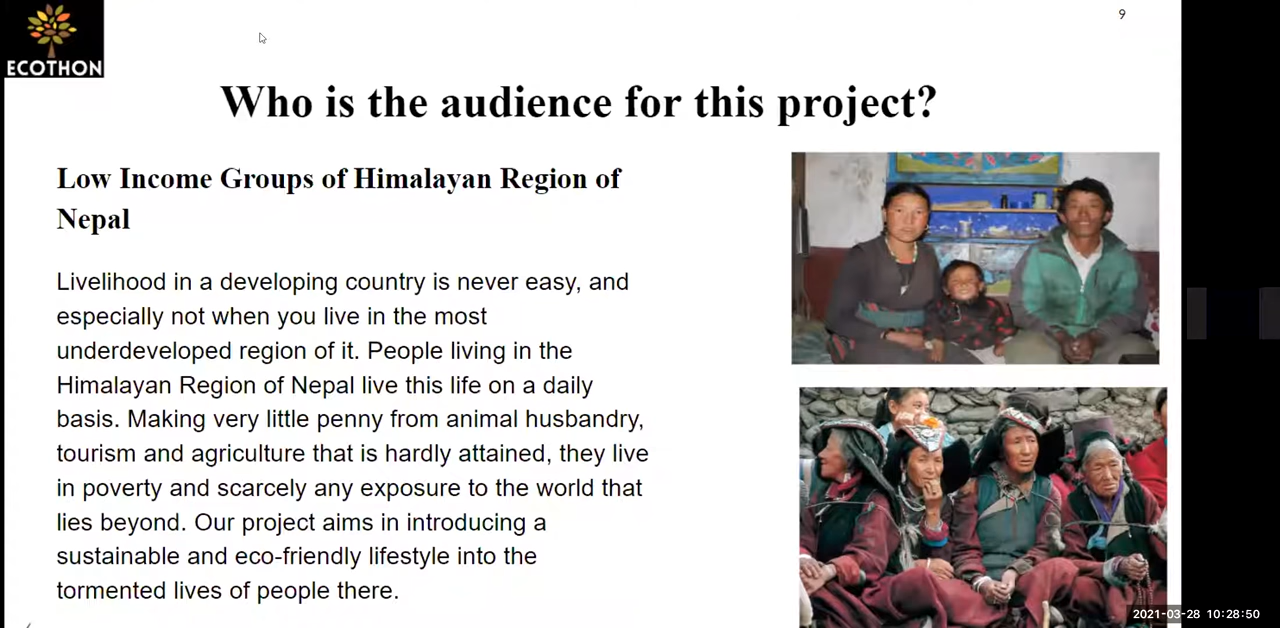 9
ECOTHON
Who is the audience for this project?
Low Income Groups of Himalayan Region of
Nepal
Livelihood in a developing country is never easy, and
especially not when you live in the most
underdeveloped region of it. People living in the
Himalayan Region of Nepal live this life on a daily
basis. Making very little penny from animal husbandry,
tourism and agriculture that is hardly attained, they live
in poverty and scarcely any exposure to the world that
lies beyond. Our project aims in introducing a
sustainable and eco-friendly lifestyle into the
tormented lives of people there.
2021-03-28 10:28:50